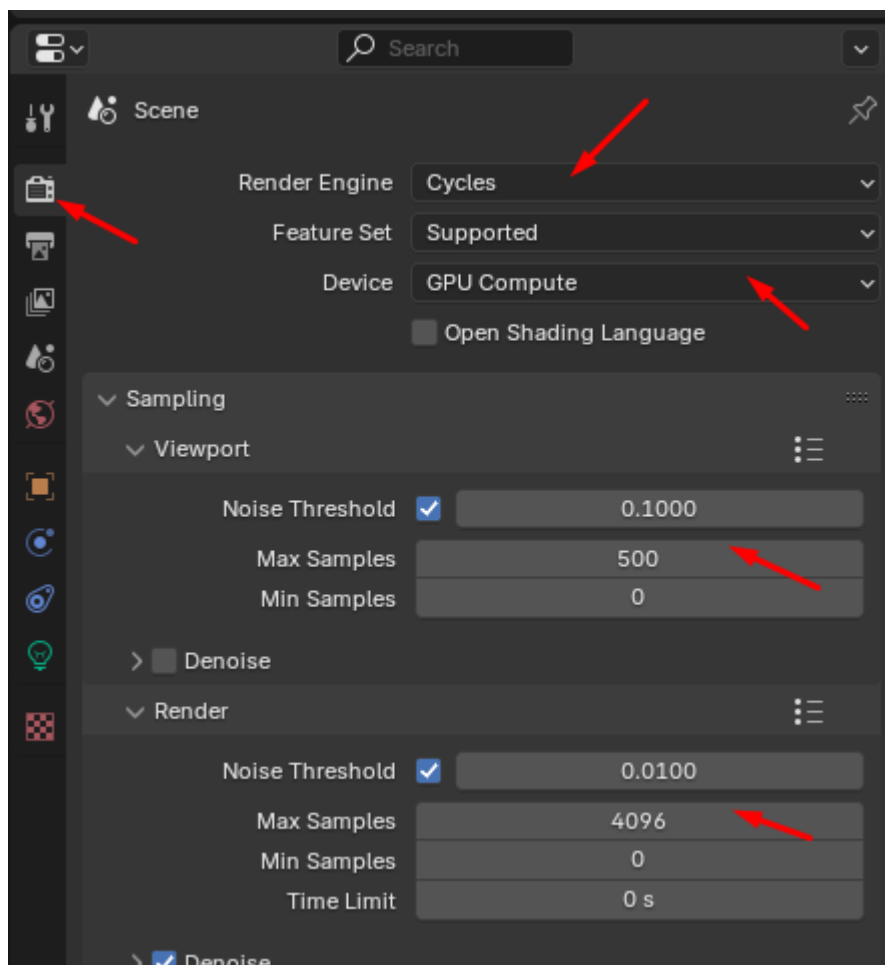 Search
Scene
Render Engine Cycles
Feature Set Supported
Device GPU Compute
Open Shading Language
Sampling
Viewport
Noise Threshold 0.1000
Max Samples 500
Min Samples 0
Denoise
Render
Noise Threshold 0.0100
Max Samples 4096
Min Samples 0
Time Limit 0 s
Denoise